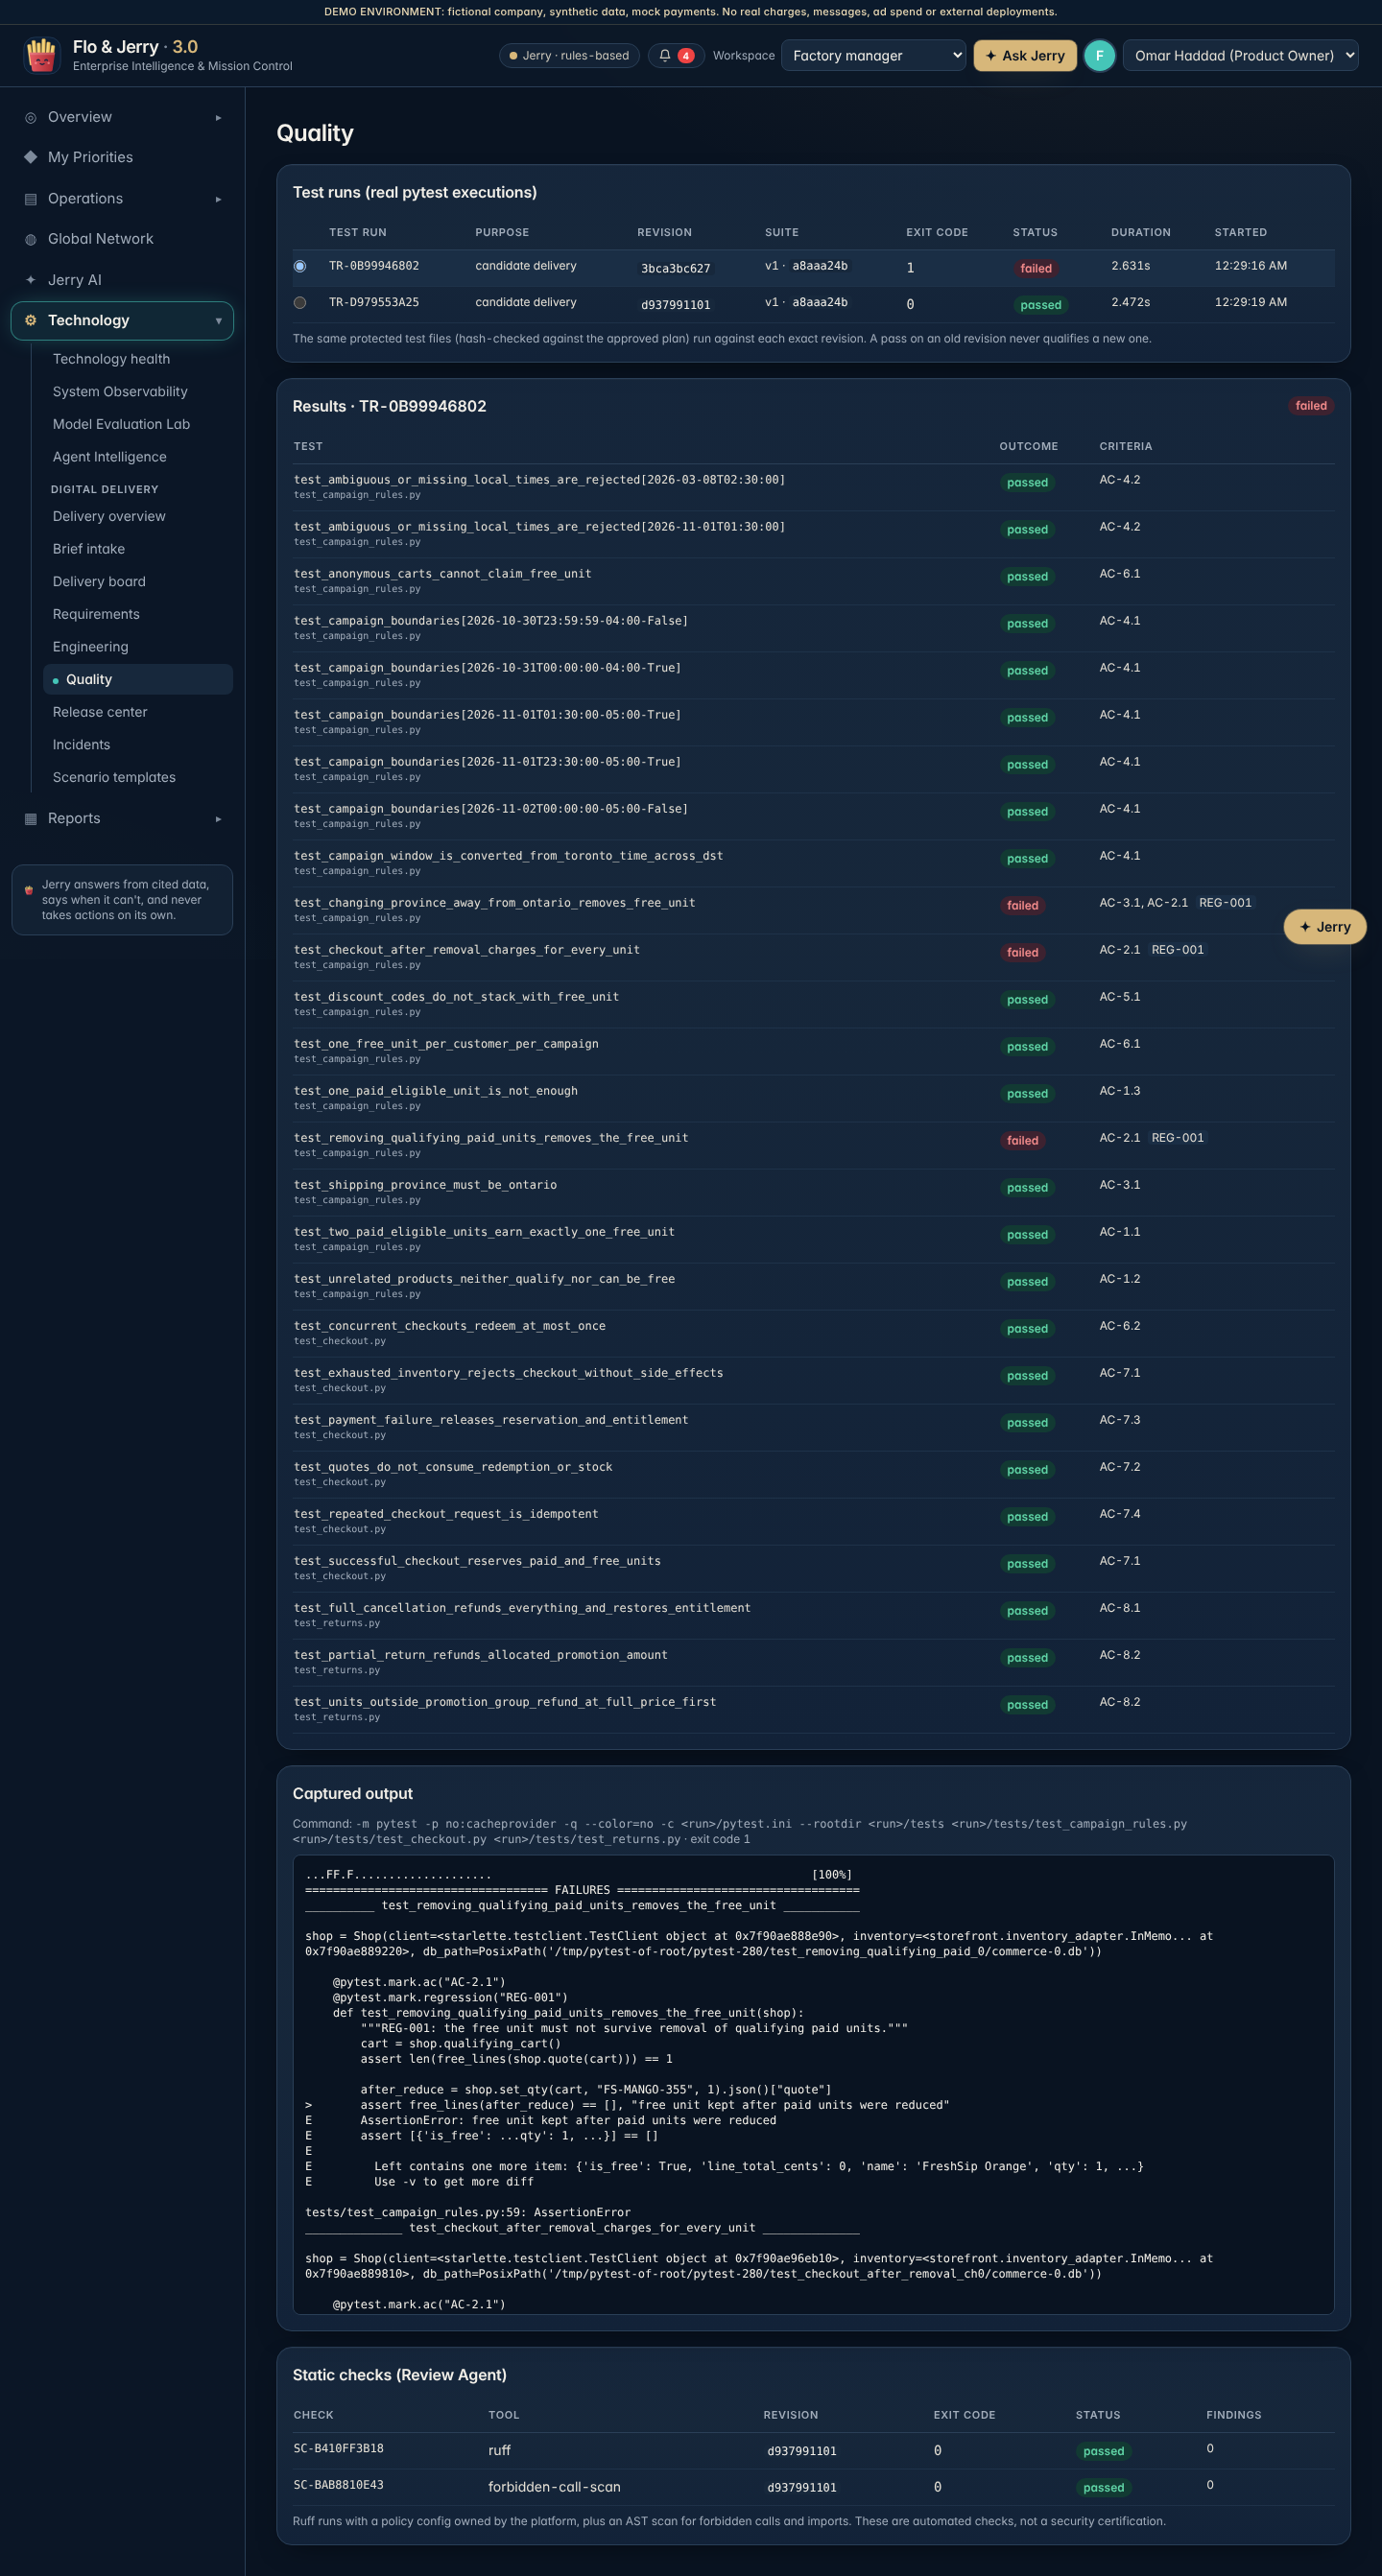 DEMO ENVIRONMENT: fictional company, synthetic data, mock payments. No real charges, messages, ad spend or external deployments.
Flo & Jerry · 3.0
Enterprise Intelligence & Mission Control
Jerry · rules-based
4
Workspace
Factory manager
✦ Ask Jerry
F
Omar Haddad (Product Owner)
Overview
My Priorities
Operations
Global Network
Jerry AI
Technology
Technology health
System Observability
Model Evaluation Lab
Agent Intelligence
DIGITAL DELIVERY
Delivery overview
Brief intake
Delivery board
Requirements
Engineering
Quality
Release center
Incidents
Scenario templates
Reports
Jerry answers from cited data,
says when it can't, and never
takes actions on its own.
Quality
Test runs (real pytest executions)
TEST RUN PURPOSE REVISION SUITE EXIT CODE STATUS DURATION STARTED
TR-0B99946802 candidate delivery 3bca3bc627 v1 · a8aaa24b 1 failed 2.631s 12:29:16 AM
TR-D979553A25 candidate delivery d937991101 v1 · a8aaa24b 0 passed 2.472s 12:29:19 AM
The same protected test files (hash-checked against the approved plan) run against each exact revision. A pass on an old revision never qualifies a new one.
Results · TR-0B99946802 failed
TEST OUTCOME CRITERIA
test_ambiguous_or_missing_local_times_are_rejected[2026-03-08T02:30:00] passed AC-4.2
test_campaign_rules.py
test_ambiguous_or_missing_local_times_are_rejected[2026-11-01T01:30:00] passed AC-4.2
test_campaign_rules.py
test_anonymous_carts_cannot_claim_free_unit passed AC-6.1
test_campaign_rules.py
test_campaign_boundaries[2026-10-30T23:59:59-04:00-False] passed AC-4.1
test_campaign_rules.py
test_campaign_boundaries[2026-10-31T00:00:00-04:00-True] passed AC-4.1
test_campaign_rules.py
test_campaign_boundaries[2026-11-01T01:30:00-05:00-True] passed AC-4.1
test_campaign_rules.py
test_campaign_boundaries[2026-11-01T23:30:00-05:00-True] passed AC-4.1
test_campaign_rules.py
test_campaign_boundaries[2026-11-02T00:00:00-05:00-False] passed AC-4.1
test_campaign_rules.py
test_campaign_window_is_converted_from_toronto_time_across_dst passed AC-4.1
test_campaign_rules.py
test_changing_province_away_from_ontario_removes_free_unit failed AC-3.1, AC-2.1 REG-001
test_campaign_rules.py
✦ Jerry
test_checkout_after_removal_charges_for_every_unit failed AC-2.1 REG-001
test_campaign_rules.py
test_discount_codes_do_not_stack_with_free_unit passed AC-5.1
test_campaign_rules.py
test_one_free_unit_per_customer_per_campaign passed AC-6.1
test_campaign_rules.py
test_one_paid_eligible_unit_is_not_enough passed AC-1.3
test_campaign_rules.py
test_removing_qualifying_paid_units_removes_the_free_unit failed AC-2.1 REG-001
test_campaign_rules.py
test_shipping_province_must_be_ontario passed AC-3.1
test_campaign_rules.py
test_two_paid_eligible_units_earn_exactly_one_free_unit passed AC-1.1
test_campaign_rules.py
test_unrelated_products_neither_qualify_nor_can_be_free passed AC-1.2
test_campaign_rules.py
test_concurrent_checkouts_redeem_at_most_once passed AC-6.2
test_checkout.py
test_exhausted_inventory_rejects_checkout_without_side_effects passed AC-7.1
test_checkout.py
test_payment_failure_releases_reservation_and_entitlement passed AC-7.3
test_checkout.py
test_quotes_do_not_consume_redemption_or_stock passed AC-7.2
test_checkout.py
test_repeated_checkout_request_is_idempotent passed AC-7.4
test_checkout.py
test_successful_checkout_reserves_paid_and_free_units passed AC-7.1
test_checkout.py
test_full_cancellation_refunds_everything_and_restores_entitlement passed AC-8.1
test_returns.py
test_partial_return_refunds_allocated_promotion_amount passed AC-8.2
test_returns.py
test_units_outside_promotion_group_refund_at_full_price_first passed AC-8.2
test_returns.py
Captured output
Command: -m pytest -p no:cacheprovider -q --color=no -c <run>/pytest.ini --rootdir <run>/tests <run>/tests/test_campaign_rules.py
<run>/tests/test_checkout.py <run>/tests/test_returns.py · exit code 1
...FF.F.................... [100%]
=================================== FAILURES ===================================
__________ test_removing_qualifying_paid_units_removes_the_free_unit ___________
shop = Shop(client=<starlette.testclient.TestClient object at 0x7f90ae888e90>, inventory=<storefront.inventory_adapter.InMemo... at
0x7f90ae889220>, db_path=PosixPath('/tmp/pytest-of-root/pytest-280/test_removing_qualifying_paid_0/commerce-0.db'))
@pytest.mark.ac("AC-2.1")
@pytest.mark.regression("REG-001")
def test_removing_qualifying_paid_units_removes_the_free_unit(shop):
"""REG-001: the free unit must not survive removal of qualifying paid units."""
cart = shop.qualifying_cart()
assert len(free_lines(shop.quote(cart))) == 1
after_reduce = shop.set_qty(cart, "FS-MANGO-355", 1).json()["quote"]
> assert free_lines(after_reduce) == [], "free unit kept after paid units were reduced"
E AssertionError: free unit kept after paid units were reduced
E assert [{'is_free': ...qty': 1, ...}] == []
E
E Left contains one more item: {'is_free': True, 'line_total_cents': 0, 'name': 'FreshSip Orange', 'qty': 1, ...}
E Use -v to get more diff
tests/test_campaign_rules.py:59: AssertionError
_____________ test_checkout_after_removal_charges_for_every_unit ______________
shop = Shop(client=<starlette.testclient.TestClient object at 0x7f90ae96eb10>, inventory=<storefront.inventory_adapter.InMemo... at
0x7f90ae889810>, db_path=PosixPath('/tmp/pytest-of-root/pytest-280/test_checkout_after_removal_ch0/commerce-0.db'))
@pytest.mark.ac("AC-2.1")
Static checks (Review Agent)
CHECK TOOL REVISION EXIT CODE STATUS FINDINGS
SC-B410FF3B18 ruff d937991101 0 passed 0
SC-BAB8810E43 forbidden-call-scan d937991101 0 passed 0
Ruff runs with a policy config owned by the platform, plus an AST scan for forbidden calls and imports. These are automated checks, not a security certification.